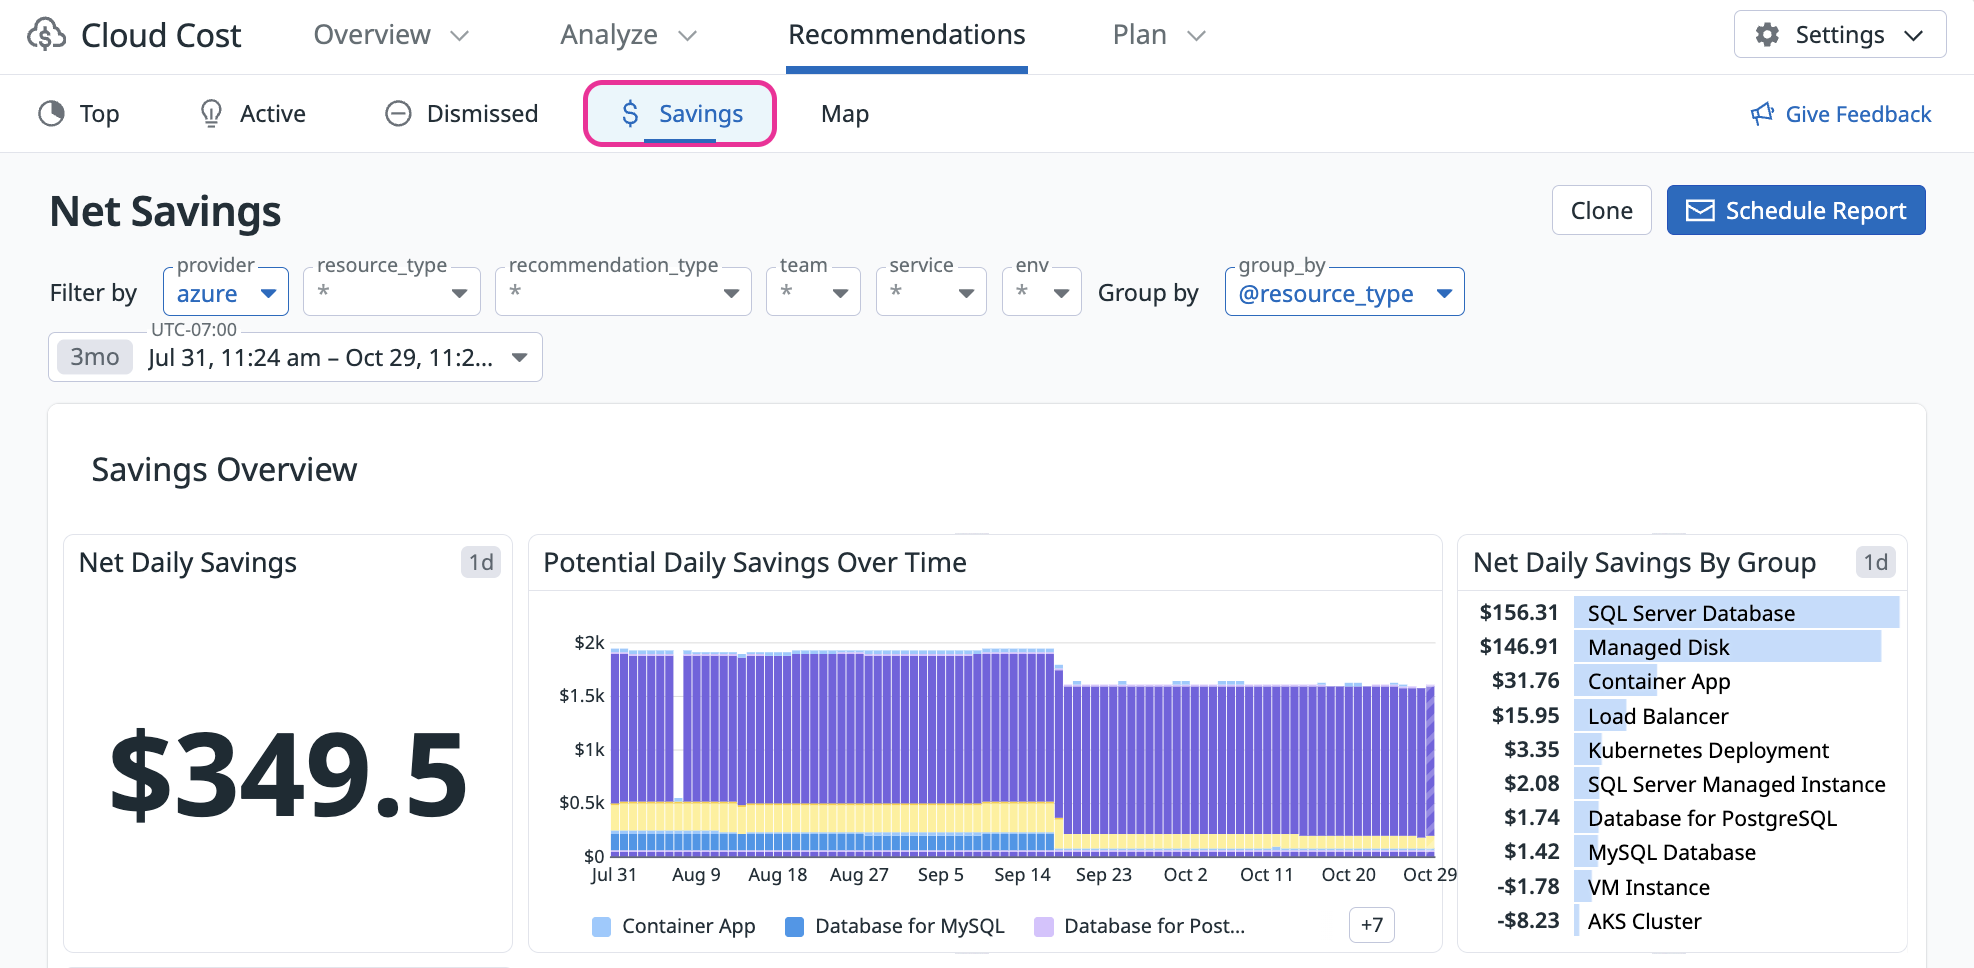 Cloud Cost Overview Analyze Recommendations Plan Settings
Top Active Dismissed $ Savings Map Give Feedback
Net Savings
Clone Schedule Report
Filter by
provider
azure
resource_type
*
recommendation_type
*
team
*
service
*
env
*
Group by
group_by
@resource_type
UTC-07:00
3mo Jul 31, 11:24 am – Oct 29, 11:2...
Savings Overview
Net Daily Savings 1d
$349.5
Potential Daily Savings Over Time
$2k
$1.5k
$1k
$0.5k
$0
Jul 31 Aug 9 Aug 18 Aug 27 Sep 5 Sep 14 Sep 23 Oct 2 Oct 11 Oct 20 Oct 29
Container App Database for MySQL Database for Post... +7
Net Daily Savings By Group 1d
$156.31 SQL Server Database
$146.91 Managed Disk
$31.76 Container App
$15.95 Load Balancer
$3.35 Kubernetes Deployment
$2.08 SQL Server Managed Instance
$1.74 Database for PostgreSQL
$1.42 MySQL Database
-$1.78 VM Instance
-$8.23 AKS Cluster